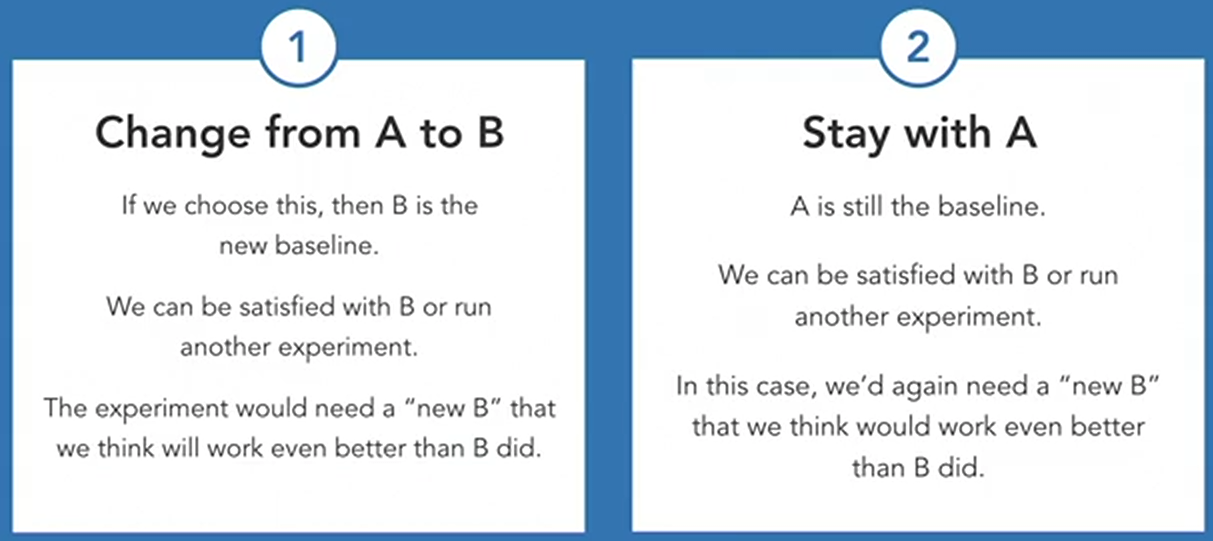 1
Change from A to B
If we choose this, then B is the
new baseline.
We can be satisfied with B or run
another experiment.
The experiment would need a “new B” that
we think will work even better than B did.
2
Stay with A
A is still the baseline.
We can be satisfied with B or run
another experiment.
In this case, we’d again need a “new B”
that we think would work even better
than B did.